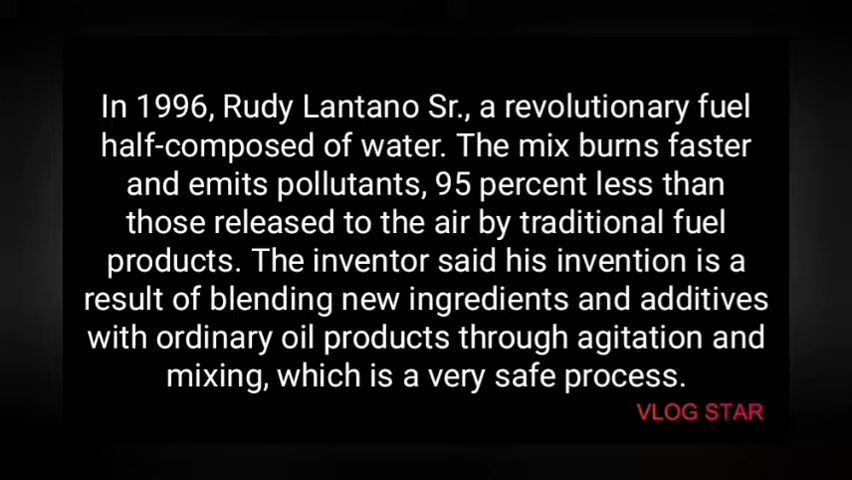 In 1996, Rudy Lantano Sr., a revolutionary fuel
half-composed of water. The mix burns faster
and emits pollutants, 95 percent less than
those released to the air by traditional fuel
products. The inventor said his invention is a
result of blending new ingredients and additives
with ordinary oil products through agitation and
mixing, which is a very safe process.
VLOG STAR